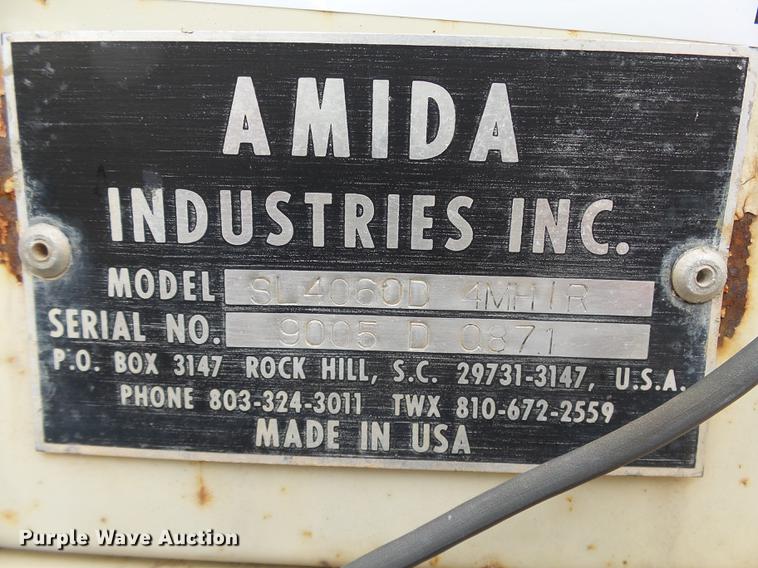 AMIDA
INDUSTRIES INC.
MODEL SL4060D 4MH1R
SERIAL NO. 9005 D 0871
P.O. BOX 3147 ROCK HILL, S.C. 29731-3147, U.S.A.
PHONE 803-324-3011 TWX 810-672-2559
MADE IN USA
Purple Wave Auction